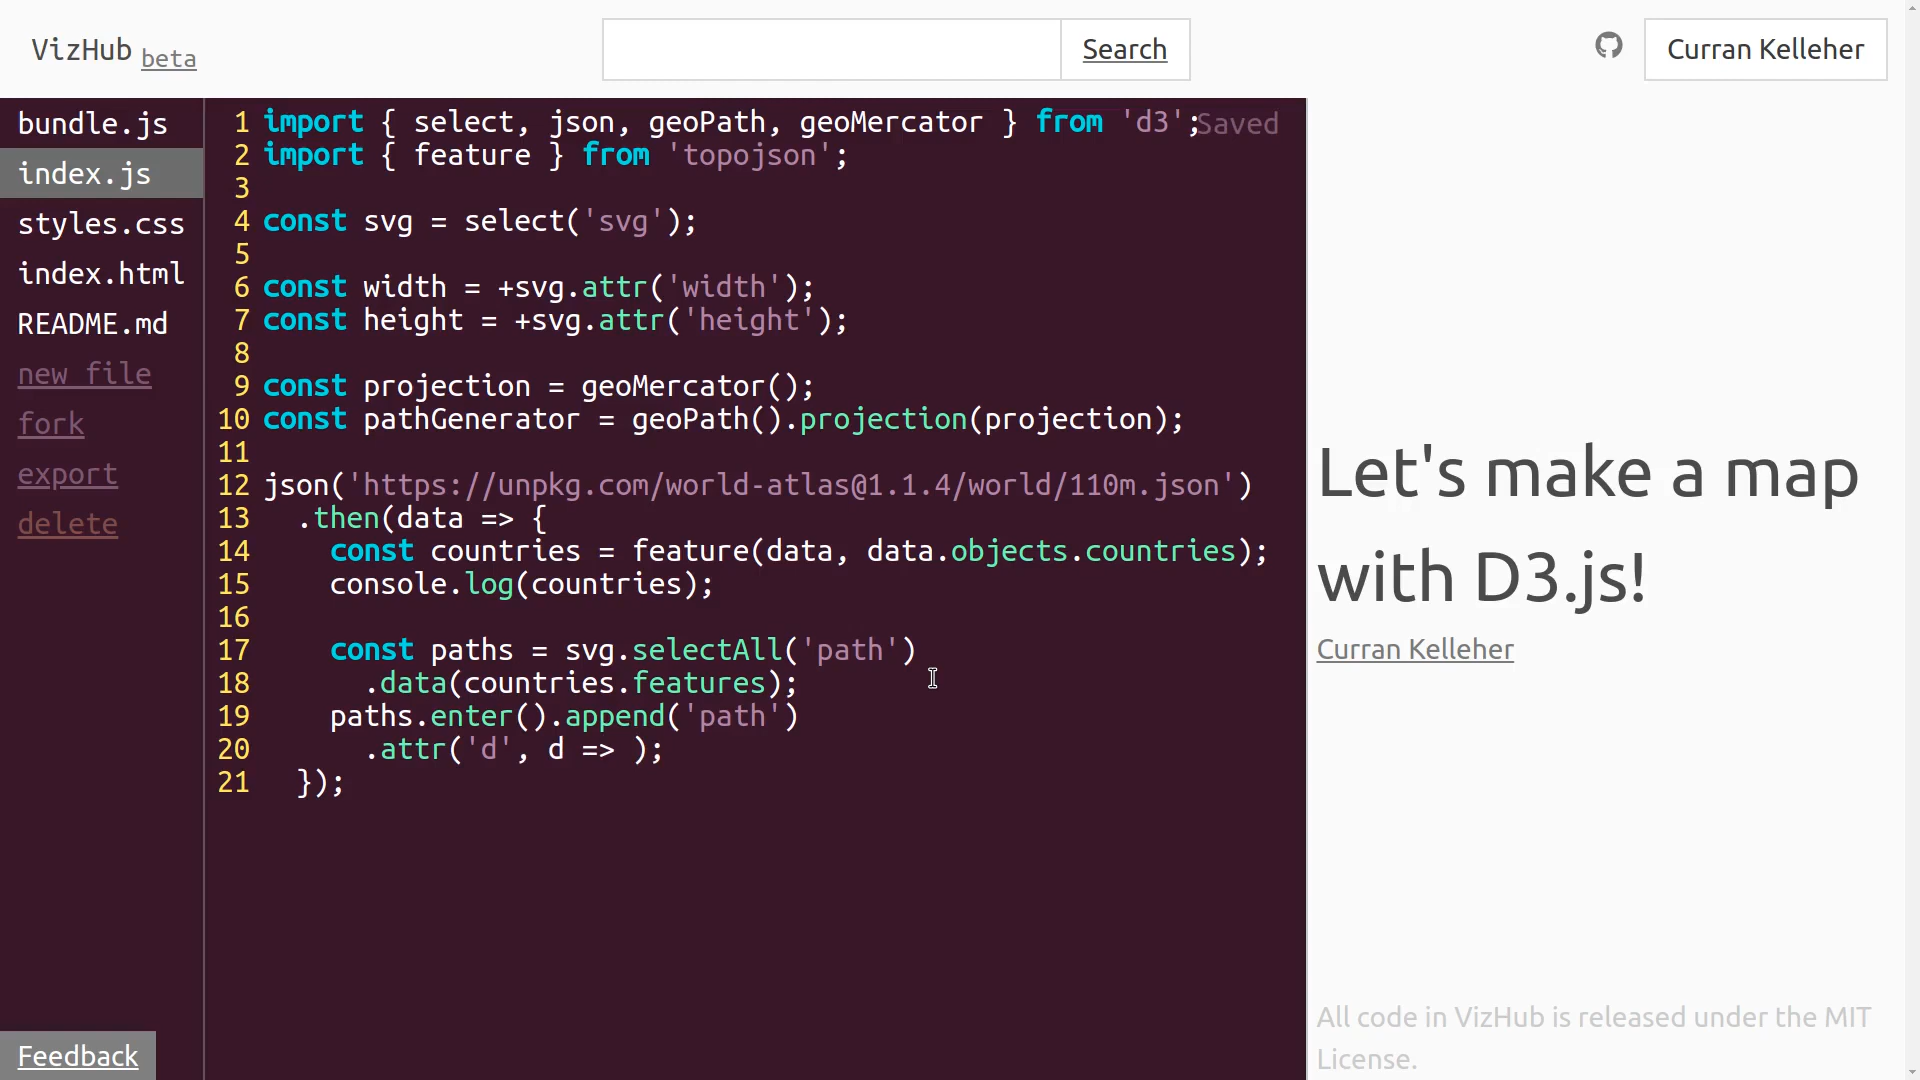 VizHub beta
Search
Curran Kelleher
bundle.js
index.js
styles.css
index.html
README.md
new file
fork
export
delete
Feedback
1 import { select, json, geoPath, geoMercator } from 'd3';
Saved
2 import { feature } from 'topojson';
3
4 const svg = select('svg');
5
6 const width = +svg.attr('width');
7 const height = +svg.attr('height');
8
9 const projection = geoMercator();
10 const pathGenerator = geoPath().projection(projection);
11
12 json('https://unpkg.com/world-atlas@1.1.4/world/110m.json')
13   .then(data => {
14     const countries = feature(data, data.objects.countries);
15     console.log(countries);
16
17     const paths = svg.selectAll('path')
18       .data(countries.features);
19     paths.enter().append('path')
20       .attr('d', d => );
21   });
Let's make a map
with D3.js!
Curran Kelleher
All code in VizHub is released under the MIT
License.